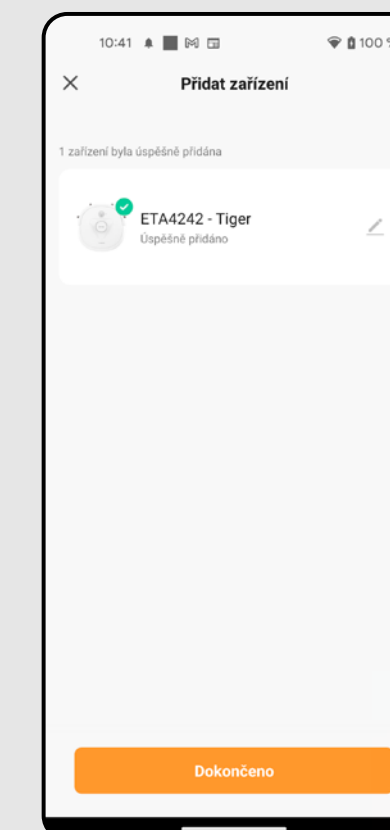 10:41
100 %
Přidat zařízení
1 zařízení byla úspěšně přidána
ETA4242 - Tiger
Úspěšně přidáno
Dokončeno